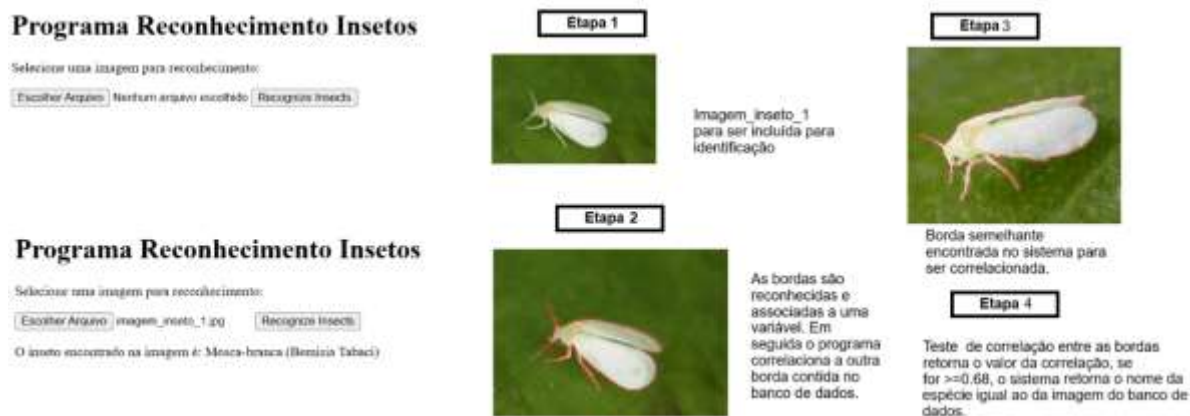 Programa Reconhecimento Insetos
Selecione uma imagem para reconhecimento:
Escolher Arquivo Nenhum arquivo escolhido Recognize Insects
Programa Reconhecimento Insetos
Selecione uma imagem para reconhecimento:
Escolher Arquivo imagem_inseto_1.jpg Recognize Insects
O inseto encontrado na imagem é: Mosca-branca (Bemizia Tabaci)
Etapa 1
Imagem_inseto_1
para ser incluída para
identificação
Etapa 2
As bordas são
reconhecidas e
associadas a uma
variável. Em
seguida o programa
correlaciona a outra
borda contida no
banco de dados.
Etapa 3
Borda semelhante
encontrada no sistema para
ser correlacionada.
Etapa 4
Teste de correlação entre as bordas
retorna o valor da correlação, se
for >=0.68, o sistema retorna o nome da
espécie igual ao da imagem do banco de
dados.